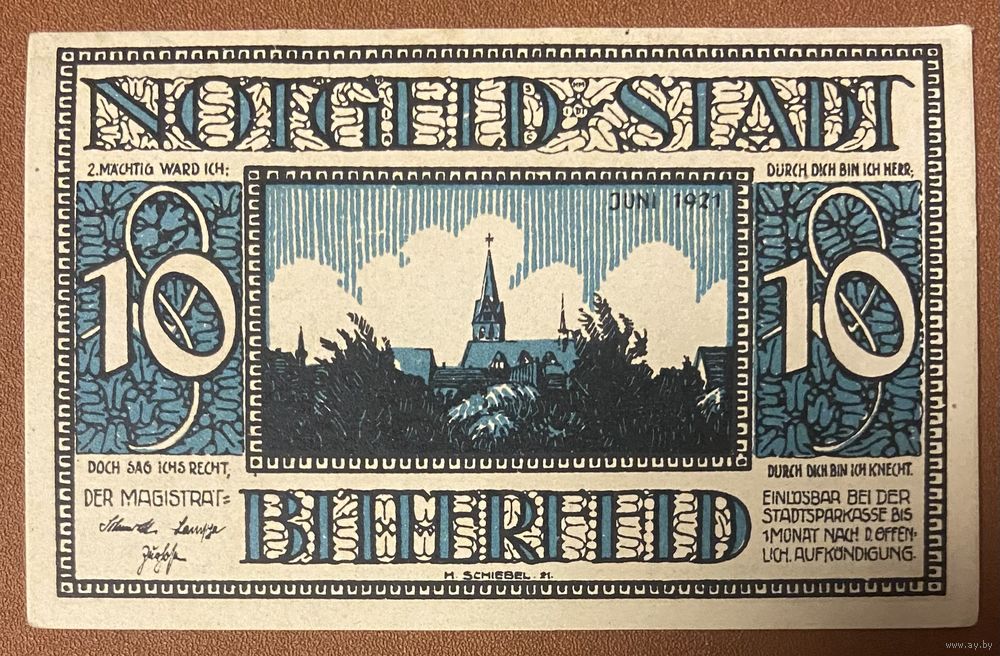 NOTGELD STADT
2. MÄCHTIG WARD ICH;
DURCH DICH BIN ICH HERR;
JUNI 1921
10
10
DOCH SAG ICHS RECHT,
DURCH DICH BIN ICH KNECHT.
DER MAGISTRAT=
BITTERFELD
EINLÖSBAR BEI DER
STADTSPARKASSE BIS
1 MONAT NACH D. ÖFFEN-
LICH. AUFKÜNDIGUNG.
H. SCHIEBEL. 21.
www.ay.by